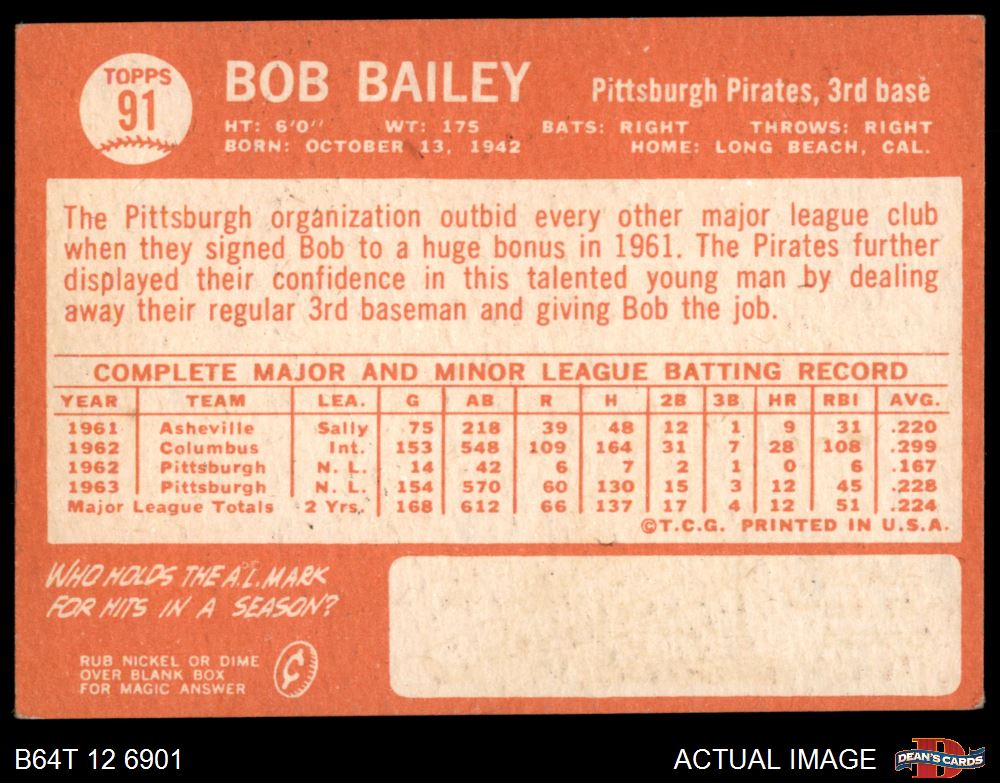 TOPPS
91
BOB BAILEY
Pittsburgh Pirates, 3rd base
HT: 6'0" WT: 175 BATS: RIGHT THROWS: RIGHT
BORN: OCTOBER 13, 1942 HOME: LONG BEACH, CAL.
The Pittsburgh organization outbid every other major league club
when they signed Bob to a huge bonus in 1961. The Pirates further
displayed their confidence in this talented young man by dealing
away their regular 3rd baseman and giving Bob the job.
COMPLETE MAJOR AND MINOR LEAGUE BATTING RECORD
YEAR TEAM LEA. G AB R H 2B 3B HR RBI AVG.
1961 Asheville Sally 75 218 39 48 12 1 9 31 .220
1962 Columbus Int. 153 548 109 164 31 7 28 108 .299
1962 Pittsburgh N. L. 14 42 6 7 2 1 0 6 .167
1963 Pittsburgh N. L. 154 570 60 130 15 3 12 45 .228
Major League Totals 2 Yrs. 168 612 66 137 17 4 12 51 .224
©T.C.G. PRINTED IN U.S.A.
WHO HOLDS THE A.L. MARK
FOR HITS IN A SEASON?
RUB NICKEL OR DIME
OVER BLANK BOX
FOR MAGIC ANSWER
¢
B64T 12 6901
ACTUAL IMAGE
D
DEAN'S CARDS